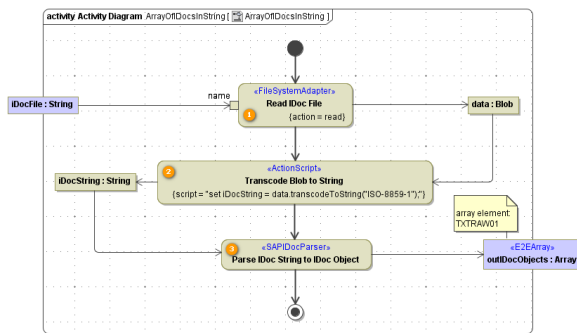 activity Activity Diagram ArrayOfIDocsInString [ ArrayOfIDocsInString ]
«FileSystemAdapter»
name
Read IDoc File
iDocFile : String
data : Blob
{action = read}
1
«ActionScript»
2
Transcode Blob to String
iDocString : String
{script = "set iDocString = data.transcodeToString("ISO-8859-1");"}
array element:
TXTRAW01
«SAPIDocParser»
3
Parse IDoc String to IDoc Object
«E2EArray»
outIDocObjects : Array